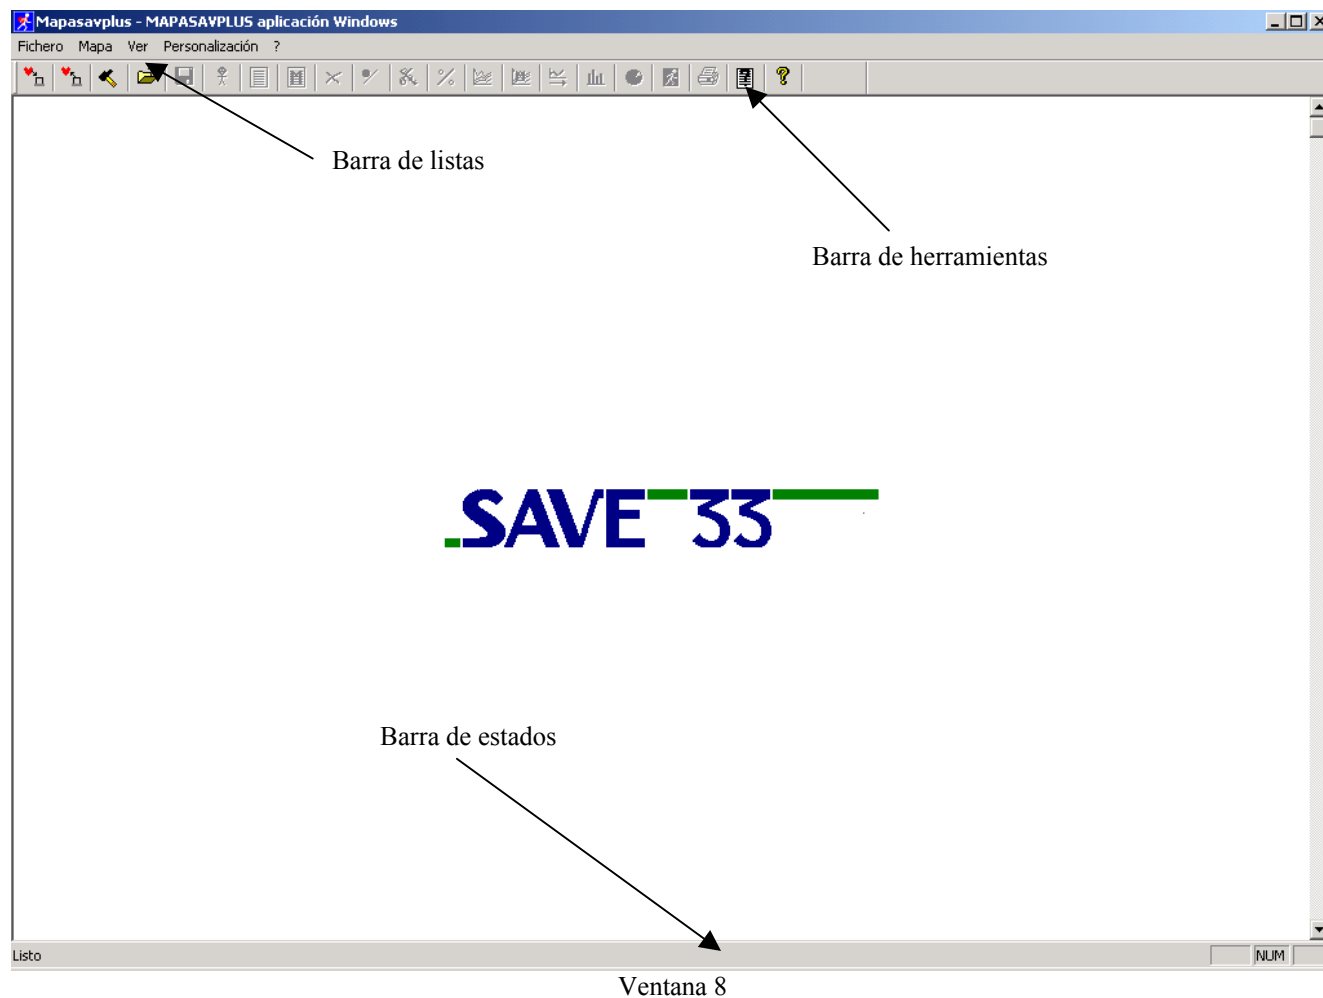 Mapasavplus - MAPASAVPLUS aplicación Windows
Fichero Mapa Ver Personalización ?
Barra de listas
Barra de herramientas
SAVE 33
Barra de estados
Listo NUM
Ventana 8